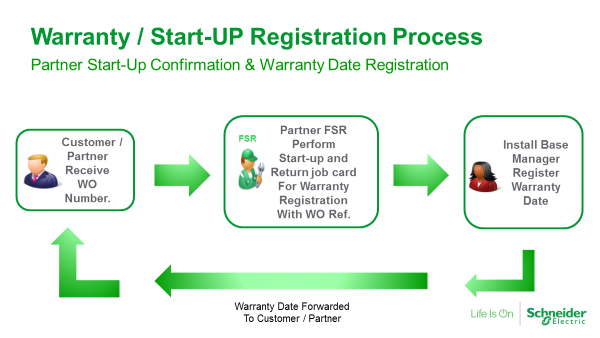 Warranty / Start-UP Registration Process
Partner Start-Up Confirmation & Warranty Date Registration
Customer /
Partner
Receive
WO
Number.
FSR
Partner FSR
Perform
Start-up and
Return job card
For Warranty
Registration
With WO Ref.
Install Base
Manager
Register
Warranty
Date
Warranty Date Forwarded
To Customer / Partner
Life Is On
Schneider
Electric